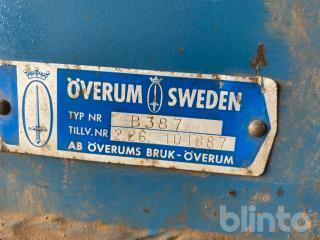 ÖVERUM SWEDEN
TYP NR B387
TILLV. NR 226 101887
AB ÖVERUMS BRUK-ÖVERUM
blinto